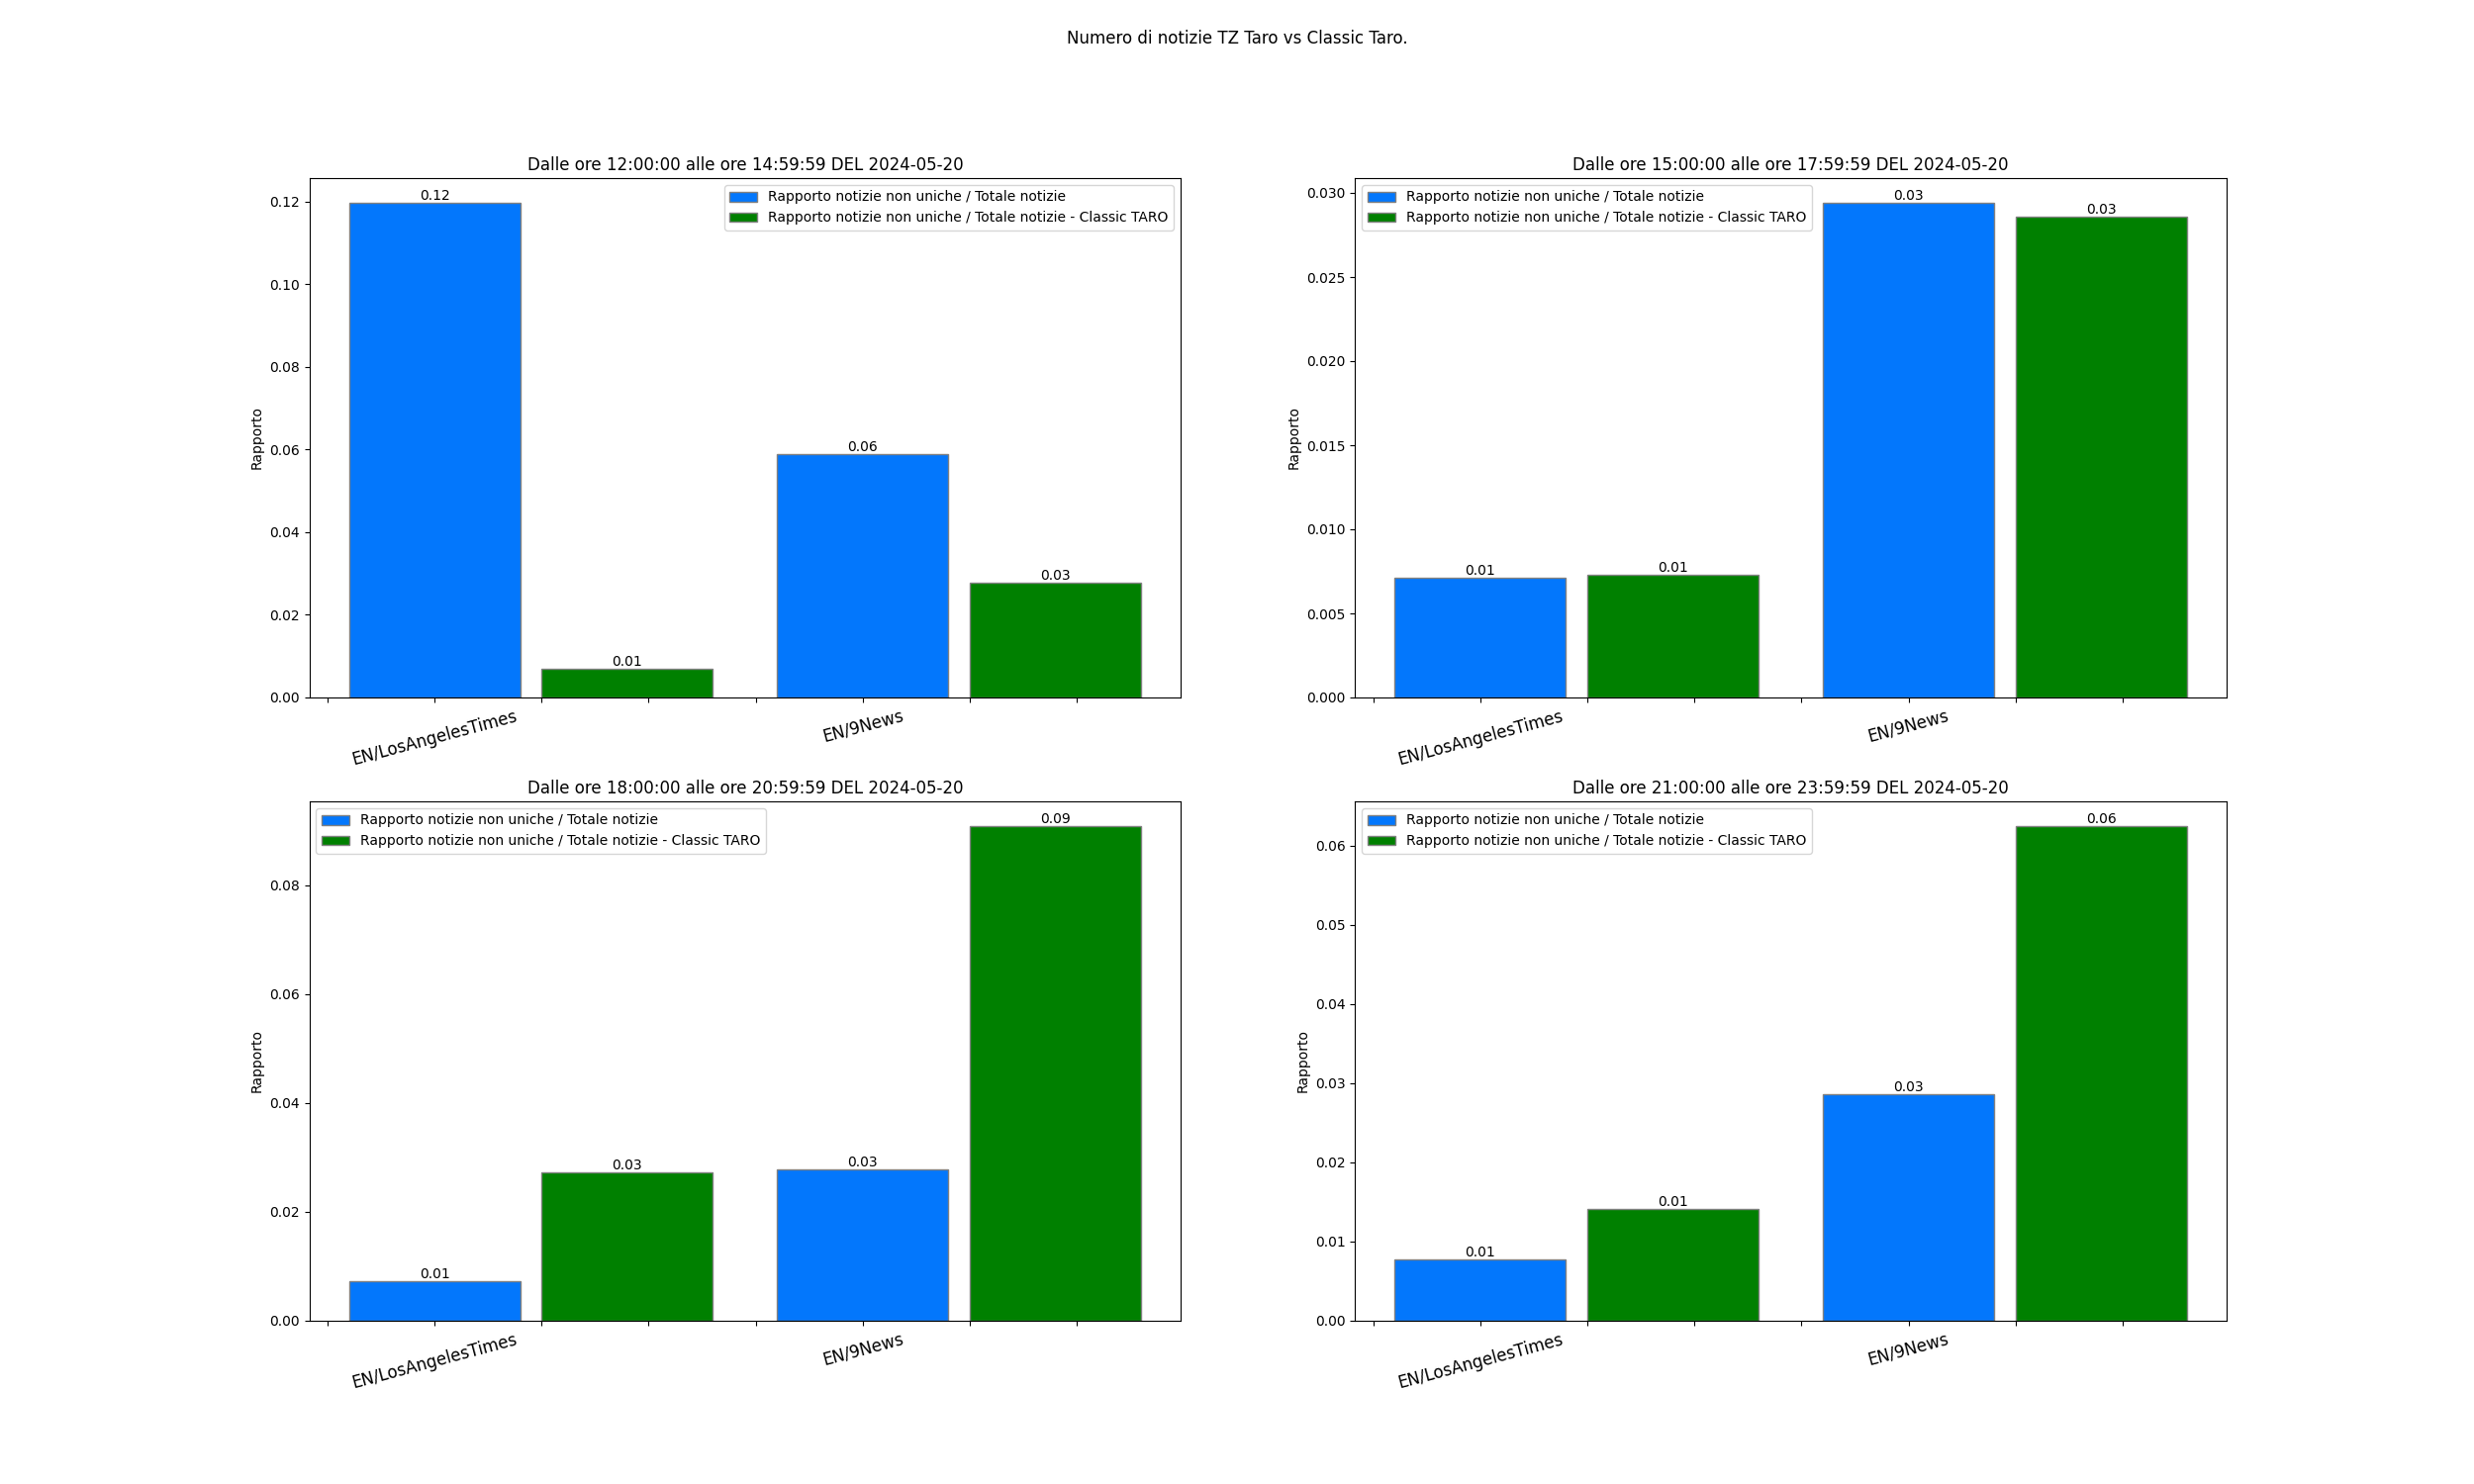 Numero di notizie TZ Taro vs Classic Taro.
Dalle ore 12:00:00 alle ore 14:59:59 DEL 2024-05-20
Rapporto notizie non uniche / Totale notizie
Rapporto notizie non uniche / Totale notizie - Classic TARO
Rapporto
0.12
0.10
0.08
0.06
0.04
0.02
0.00
0.12
0.01
0.06
0.03
EN/LosAngelesTimes
EN/9News
Dalle ore 15:00:00 alle ore 17:59:59 DEL 2024-05-20
Rapporto notizie non uniche / Totale notizie
Rapporto notizie non uniche / Totale notizie - Classic TARO
Rapporto
0.030
0.025
0.020
0.015
0.010
0.005
0.000
0.01
0.01
0.03
0.03
EN/LosAngelesTimes
EN/9News
Dalle ore 18:00:00 alle ore 20:59:59 DEL 2024-05-20
Rapporto notizie non uniche / Totale notizie
Rapporto notizie non uniche / Totale notizie - Classic TARO
Rapporto
0.08
0.06
0.04
0.02
0.00
0.01
0.03
0.03
0.09
EN/LosAngelesTimes
EN/9News
Dalle ore 21:00:00 alle ore 23:59:59 DEL 2024-05-20
Rapporto notizie non uniche / Totale notizie
Rapporto notizie non uniche / Totale notizie - Classic TARO
Rapporto
0.06
0.05
0.04
0.03
0.02
0.01
0.00
0.01
0.01
0.03
0.06
EN/LosAngelesTimes
EN/9News